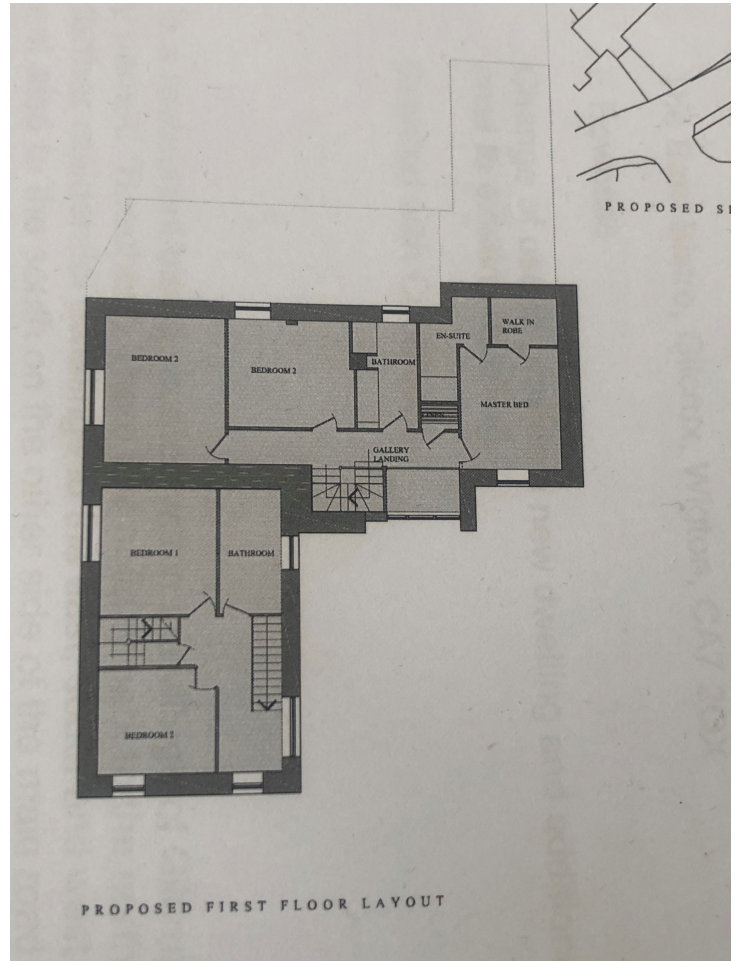 PROPOSED
WALK IN
ROBE
EN-SUITE
BEDROOM 2
BEDROOM 2
BATHROOM
MASTER BED
GALLERY
LANDING
BEDROOM 1
BATHROOM
BEDROOM 2
PROPOSED FIRST FLOOR LAYOUT